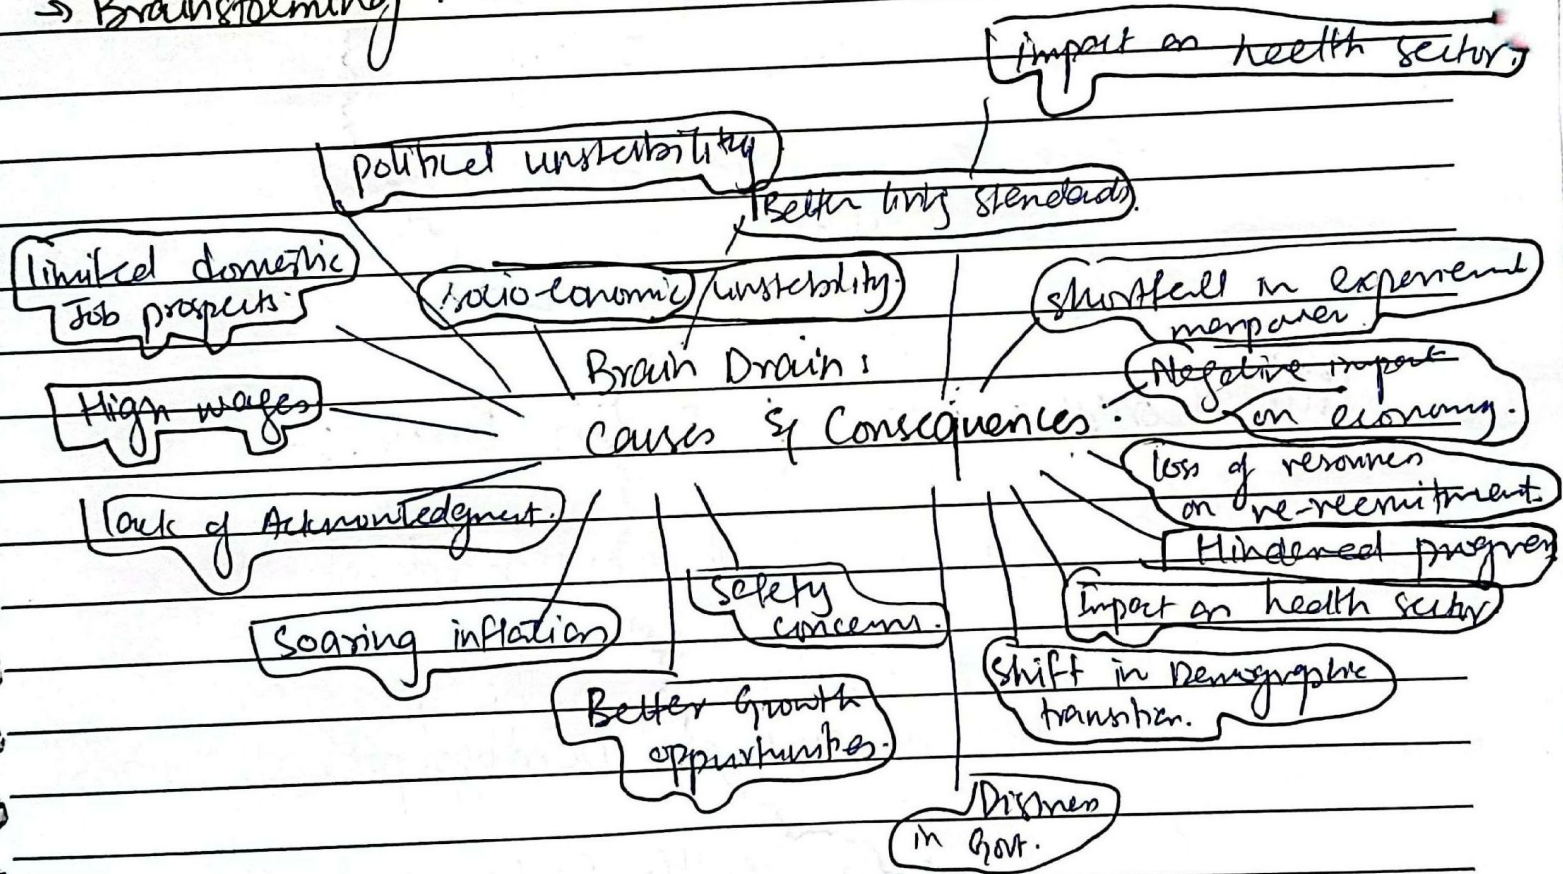 → Brainstorming
impact on health sector.
political unstability
Better living standards.
limited domestic
Job prospects.
socio-economic unstability.
shortfall in experienced
manpower.
Brain Drain:
Causes & Consequences:
Negative impact
on economy.
High wages
loss of resources
on re-recruitment.
lack of Acknowledgment.
Hindered progress
Safety
concerns.
Impact on health sector
Soaring inflation
Shift in Demographic
transition.
Better Growth
opportunities.
in Govt.